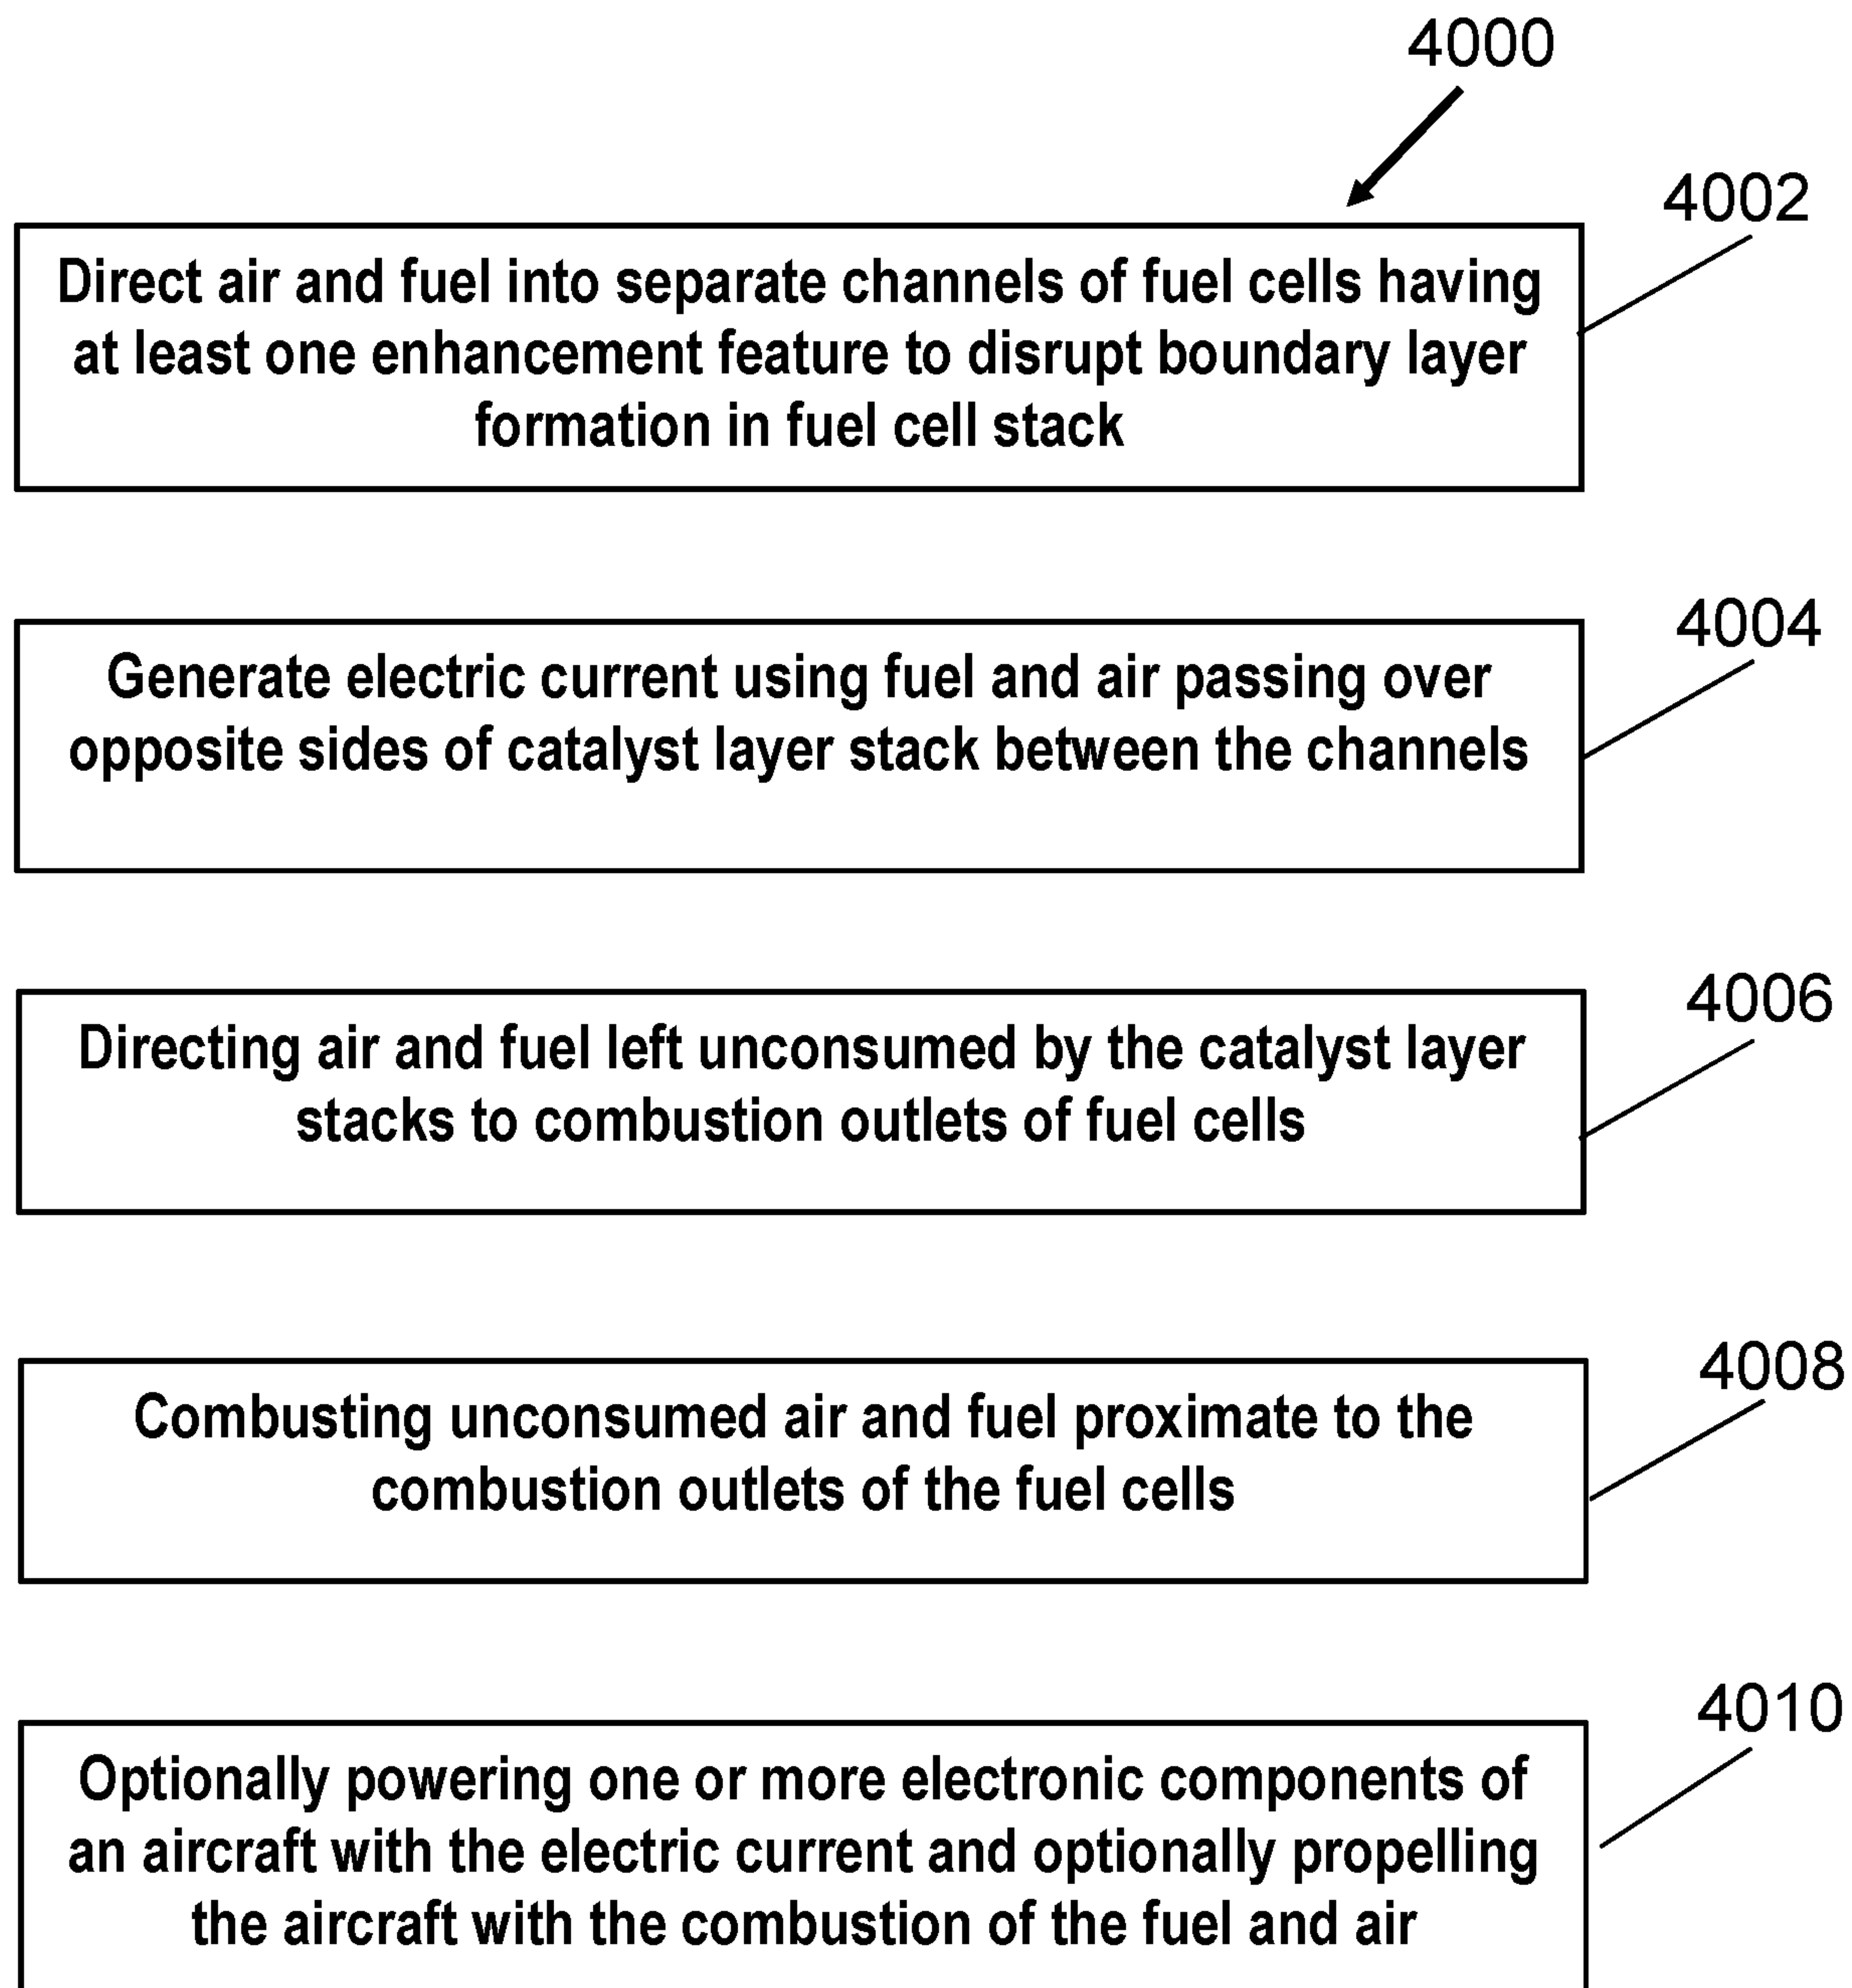 4000
4002
Direct air and fuel into separate channels of fuel cells having
at least one enhancement feature to disrupt boundary layer
formation in fuel cell stack
4004
Generate electric current using fuel and air passing over
opposite sides of catalyst layer stack between the channels
4006
Directing air and fuel left unconsumed by the catalyst layer
stacks to combustion outlets of fuel cells
4008
Combusting unconsumed air and fuel proximate to the
combustion outlets of the fuel cells
4010
Optionally powering one or more electronic components of
an aircraft with the electric current and optionally propelling
the aircraft with the combustion of the fuel and air